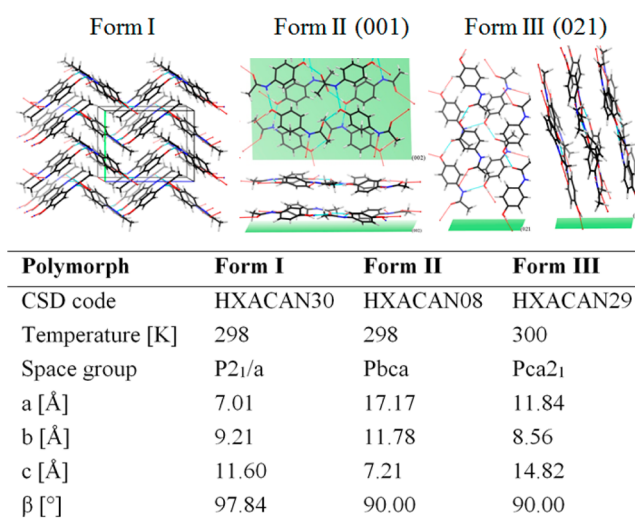 Form I Form II (001) Form III (021)
(002)
Polymorph Form I Form II Form III
CSD code HXACAN30 HXACAN08 HXACAN29
Temperature [K] 298 298 300
Space group P2₁/a Pbca Pca2₁
a [Å] 7.01 17.17 11.84
b [Å] 9.21 11.78 8.56
c [Å] 11.60 7.21 14.82
β [°] 97.84 90.00 90.00